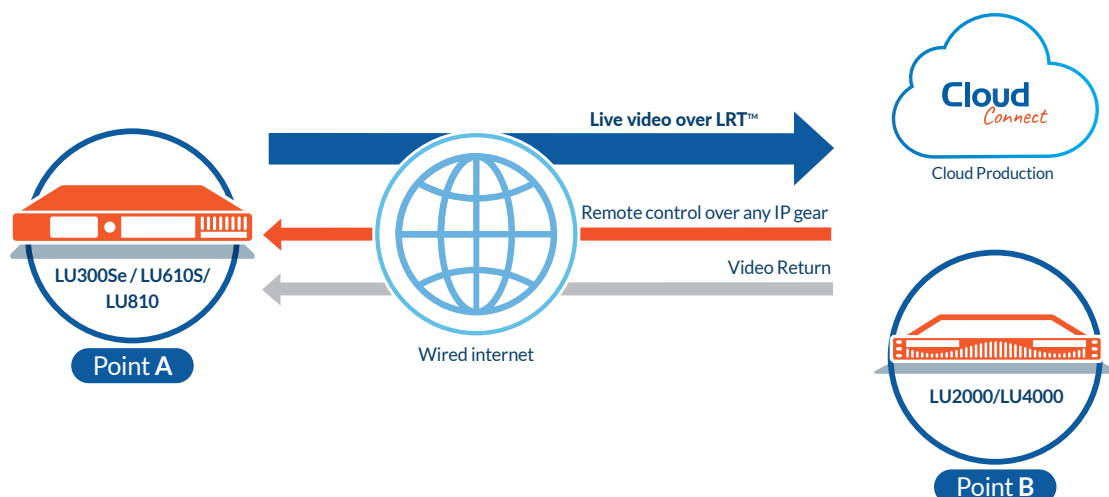 Live video over LRT™
Cloud
Connect
Cloud Production
Remote control over any IP gear
Video Return
LU300Se / LU610S/
LU810
Point A
Wired internet
LU2000/LU4000
Point B